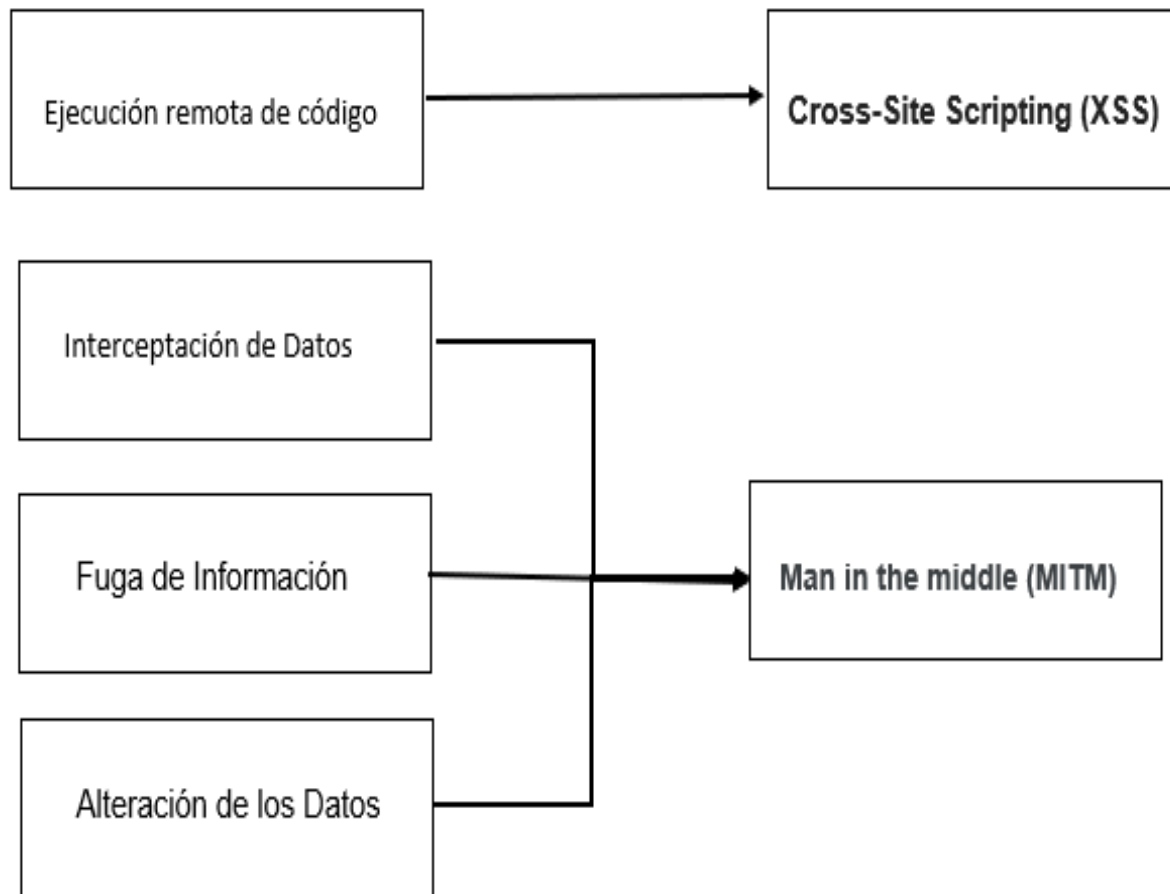 Ejecución remota de código
Cross-Site Scripting (XSS)
Interceptación de Datos
Fuga de Información
Man in the middle (MITM)
Alteración de los Datos